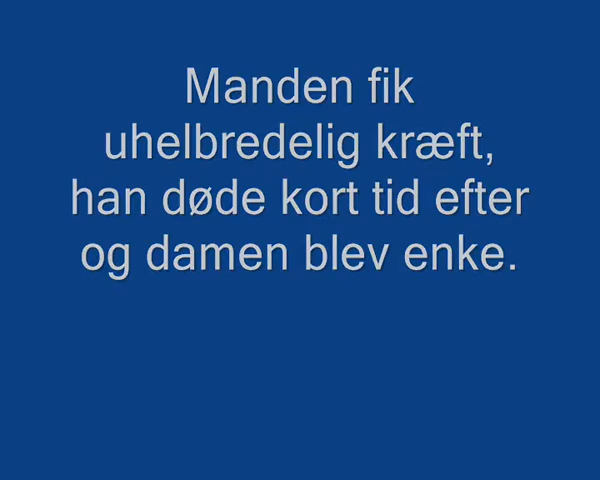 Manden fik
uhelbredelig kræft,
han døde kort tid efter
og damen blev enke.